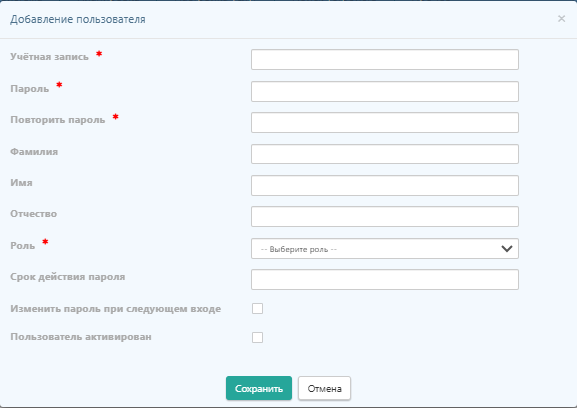 Добавление пользователя ×
Учётная запись *
Пароль *
Повторить пароль *
Фамилия
Имя
Отчество
Роль * -- Выберите роль --
Срок действия пароля
Изменить пароль при следующем входе
Пользователь активирован
Сохранить Отмена